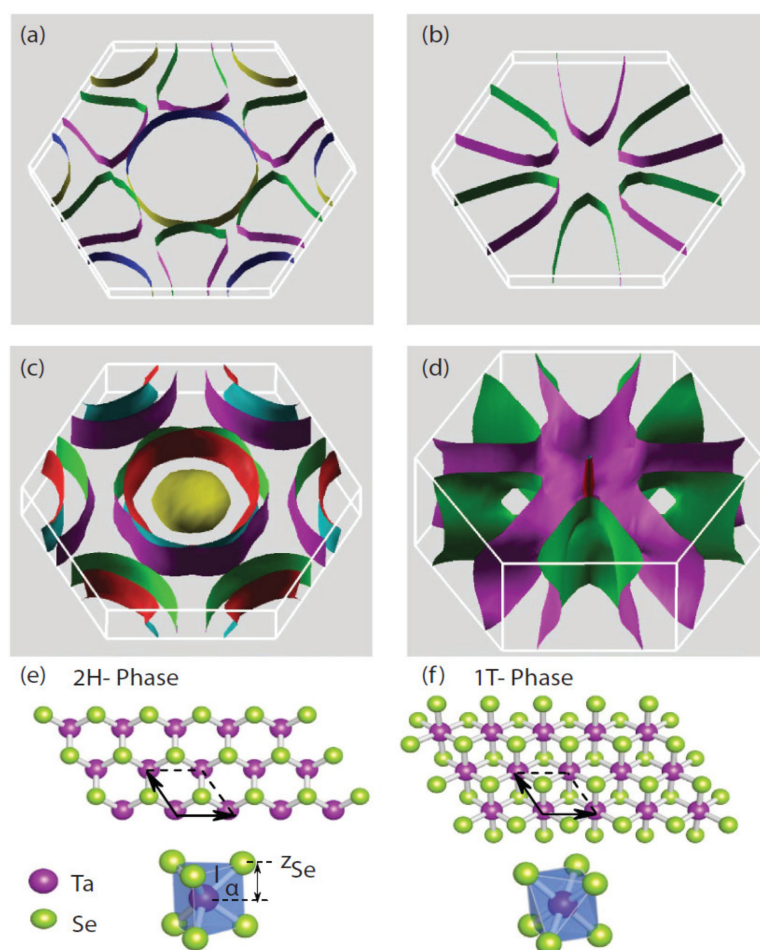 (a)
(b)
(c)
(d)
(e) 2H- Phase
(f) 1T- Phase
l
zSe
α
Ta
Se